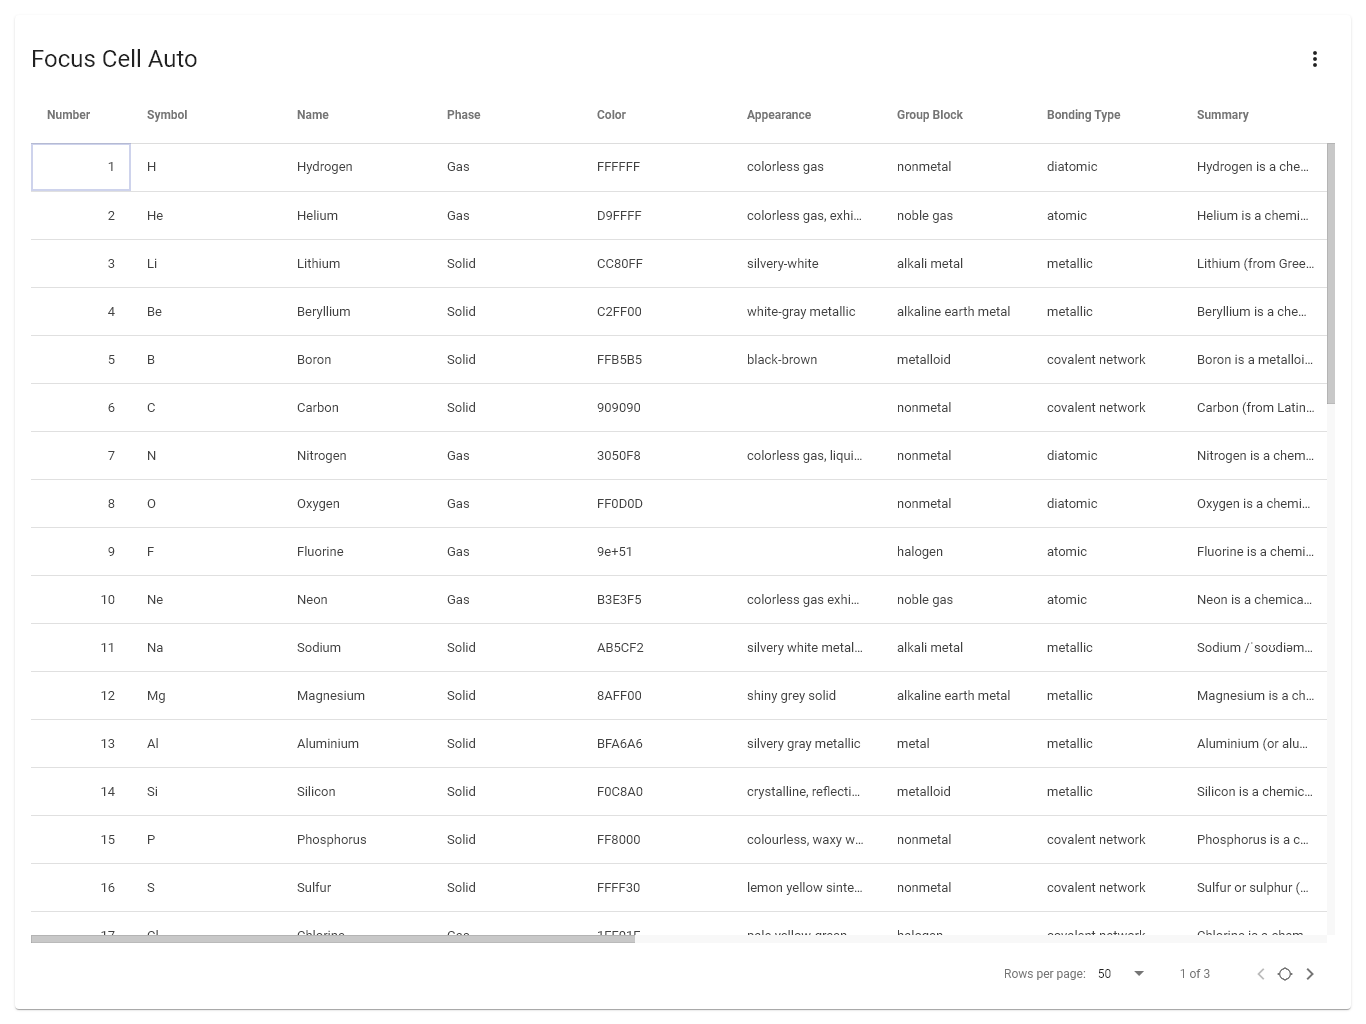 Focus Cell Auto
Number Symbol Name Phase Color Appearance Group Block Bonding Type Summary
1 H Hydrogen Gas FFFFFF colorless gas nonmetal diatomic Hydrogen is a che...
2 He Helium Gas D9FFFF colorless gas, exhi... noble gas atomic Helium is a chemi...
3 Li Lithium Solid CC80FF silvery-white alkali metal metallic Lithium (from Gree...
4 Be Beryllium Solid C2FF00 white-gray metallic alkaline earth metal metallic Beryllium is a che...
5 B Boron Solid FFB5B5 black-brown metalloid covalent network Boron is a metalloi...
6 C Carbon Solid 909090 nonmetal covalent network Carbon (from Latin...
7 N Nitrogen Gas 3050F8 colorless gas, liqui... nonmetal diatomic Nitrogen is a chem...
8 O Oxygen Gas FF0D0D nonmetal diatomic Oxygen is a chemi...
9 F Fluorine Gas 9e+51 halogen atomic Fluorine is a chemi...
10 Ne Neon Gas B3E3F5 colorless gas exhi... noble gas atomic Neon is a chemica...
11 Na Sodium Solid AB5CF2 silvery white metal... alkali metal metallic Sodium /ˈsoʊdiəm...
12 Mg Magnesium Solid 8AFF00 shiny grey solid alkaline earth metal metallic Magnesium is a ch...
13 Al Aluminium Solid BFA6A6 silvery gray metallic metal metallic Aluminium (or alu...
14 Si Silicon Solid F0C8A0 crystalline, reflecti... metalloid metallic Silicon is a chemic...
15 P Phosphorus Solid FF8000 colourless, waxy w... nonmetal covalent network Phosphorus is a c...
16 S Sulfur Solid FFFF30 lemon yellow sinte... nonmetal covalent network Sulfur or sulphur (...
17 Cl Chlorine Gas 1FF01F pale yellow-green halogen covalent network Chlorine is a chem...
Rows per page: 50 1 of 3